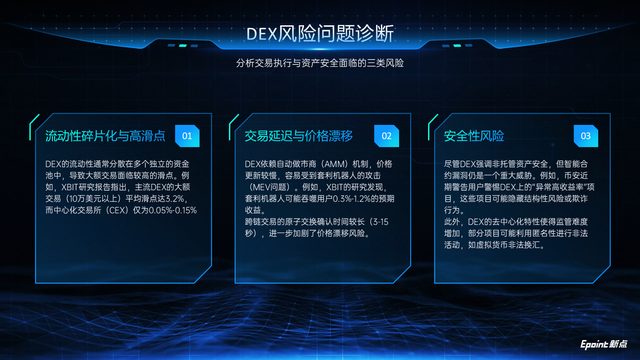 DEX风险问题诊断
分析交易执行与资产安全面临的三类风险
流动性碎片化与高滑点
01
DEX的流动性通常分散在多个独立的资金
池中，导致大额交易面临较高的滑点。例
如，XBIT研究报告指出，主流DEX的大额
交易（10万美元以上）平均滑点达3.2%，
而中心化交易所（CEX）仅为0.05%-0.15%
交易延迟与价格漂移
02
DEX依赖自动做市商（AMM）机制，价格
更新较慢，容易受到套利机器人的攻击
（MEV问题）。例如，XBIT的研究发现，
套利机器人可能吞噬用户0.3%-1.2%的预期
收益。
跨链交易的原子交换确认时间较长（3-15
秒），进一步加剧了价格漂移风险。
安全性风险
03
尽管DEX强调非托管资产安全，但智能合
约漏洞仍是一个重大威胁。例如，币安近
期警告用户警惕DEX上的“异常高收益率”项
目，这些项目可能隐藏结构性风险或欺诈
行为。
此外，DEX的去中心化特性使得监管难度
增加，部分项目可能利用匿名性进行非法
活动，如虚拟货币非法换汇。
Epoint新点